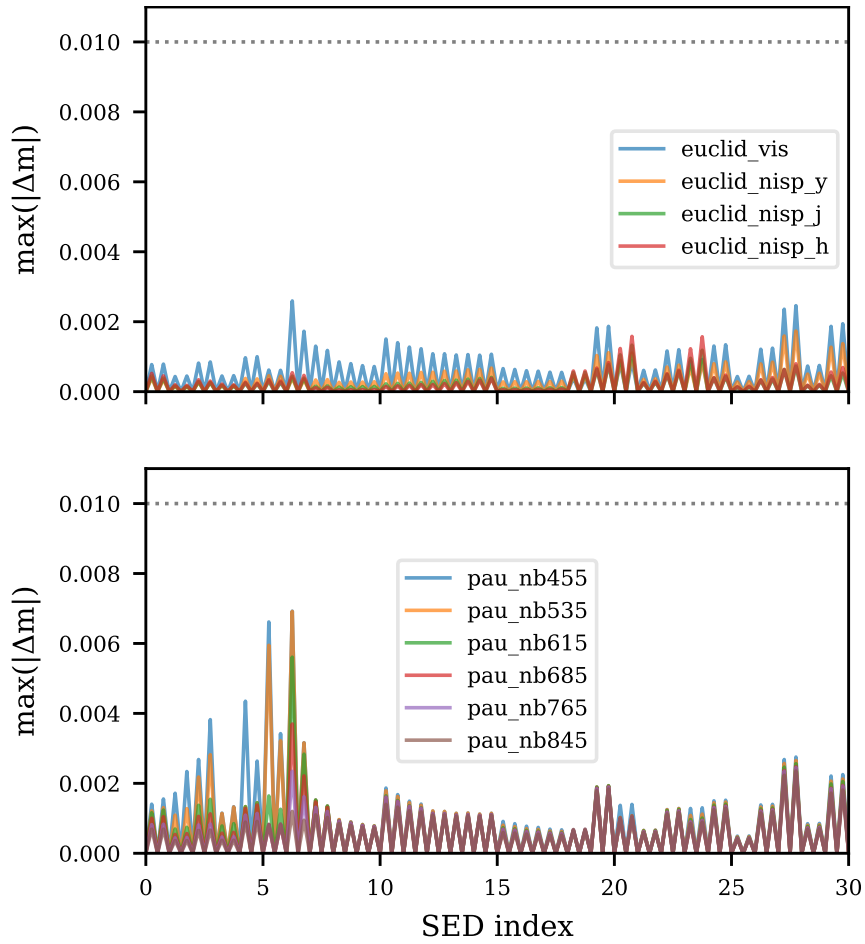 0.010
0.008
0.006
0.004
0.002
0.000
max(|Δm|)
euclid_vis
euclid_nisp_y
euclid_nisp_j
euclid_nisp_h
0.010
0.008
0.006
0.004
0.002
0.000
max(|Δm|)
pau_nb455
pau_nb535
pau_nb615
pau_nb685
pau_nb765
pau_nb845
0 5 10 15 20 25 30
SED index